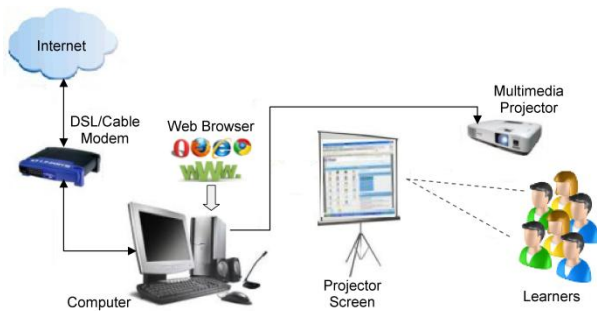 Internet
DSL/Cable
Modem
Web Browser
www.
Computer
Projector
Screen
Multimedia
Projector
Learners